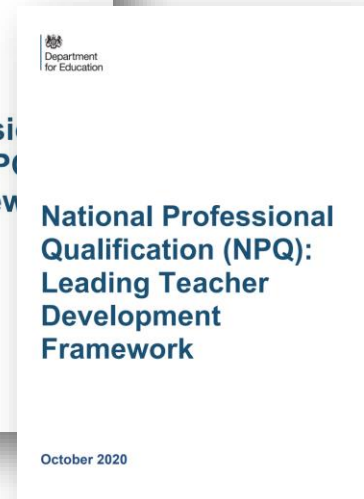 Department
for Education
National Professional
Qualification (NPQ):
Leading Teacher
Development
Framework
October 2020